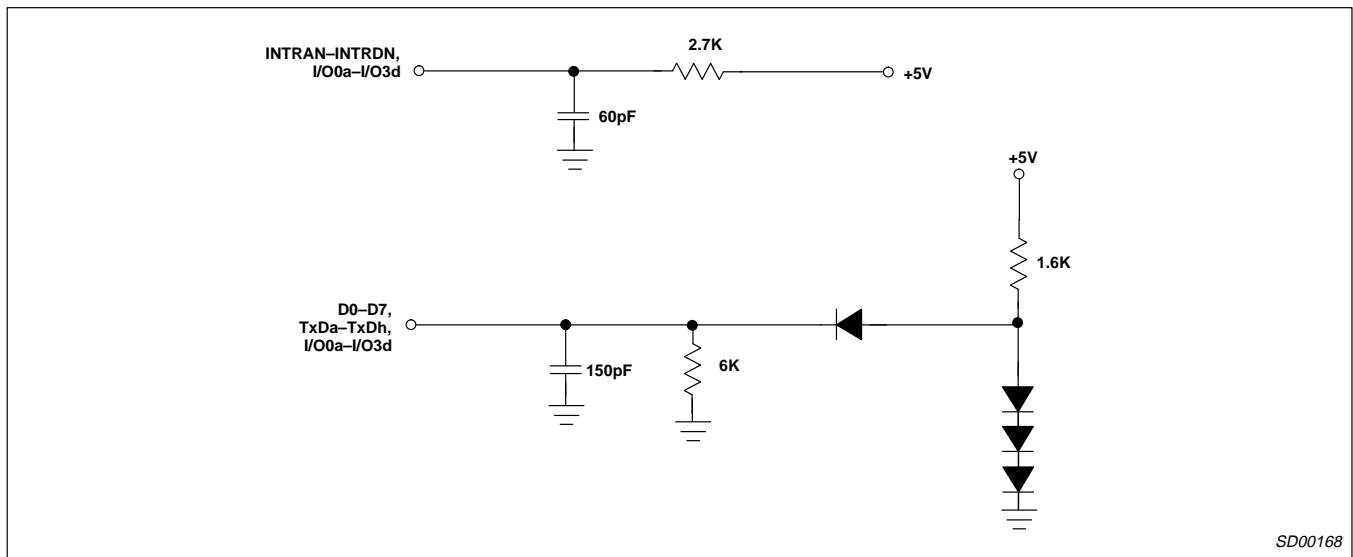 INTRAN–INTRDN,
I/O0a–I/O3d
2.7K
+5V
60pF
+5V
1.6K
D0–D7,
TxDa–TxDh,
I/O0a–I/O3d
150pF
6K
SD00168